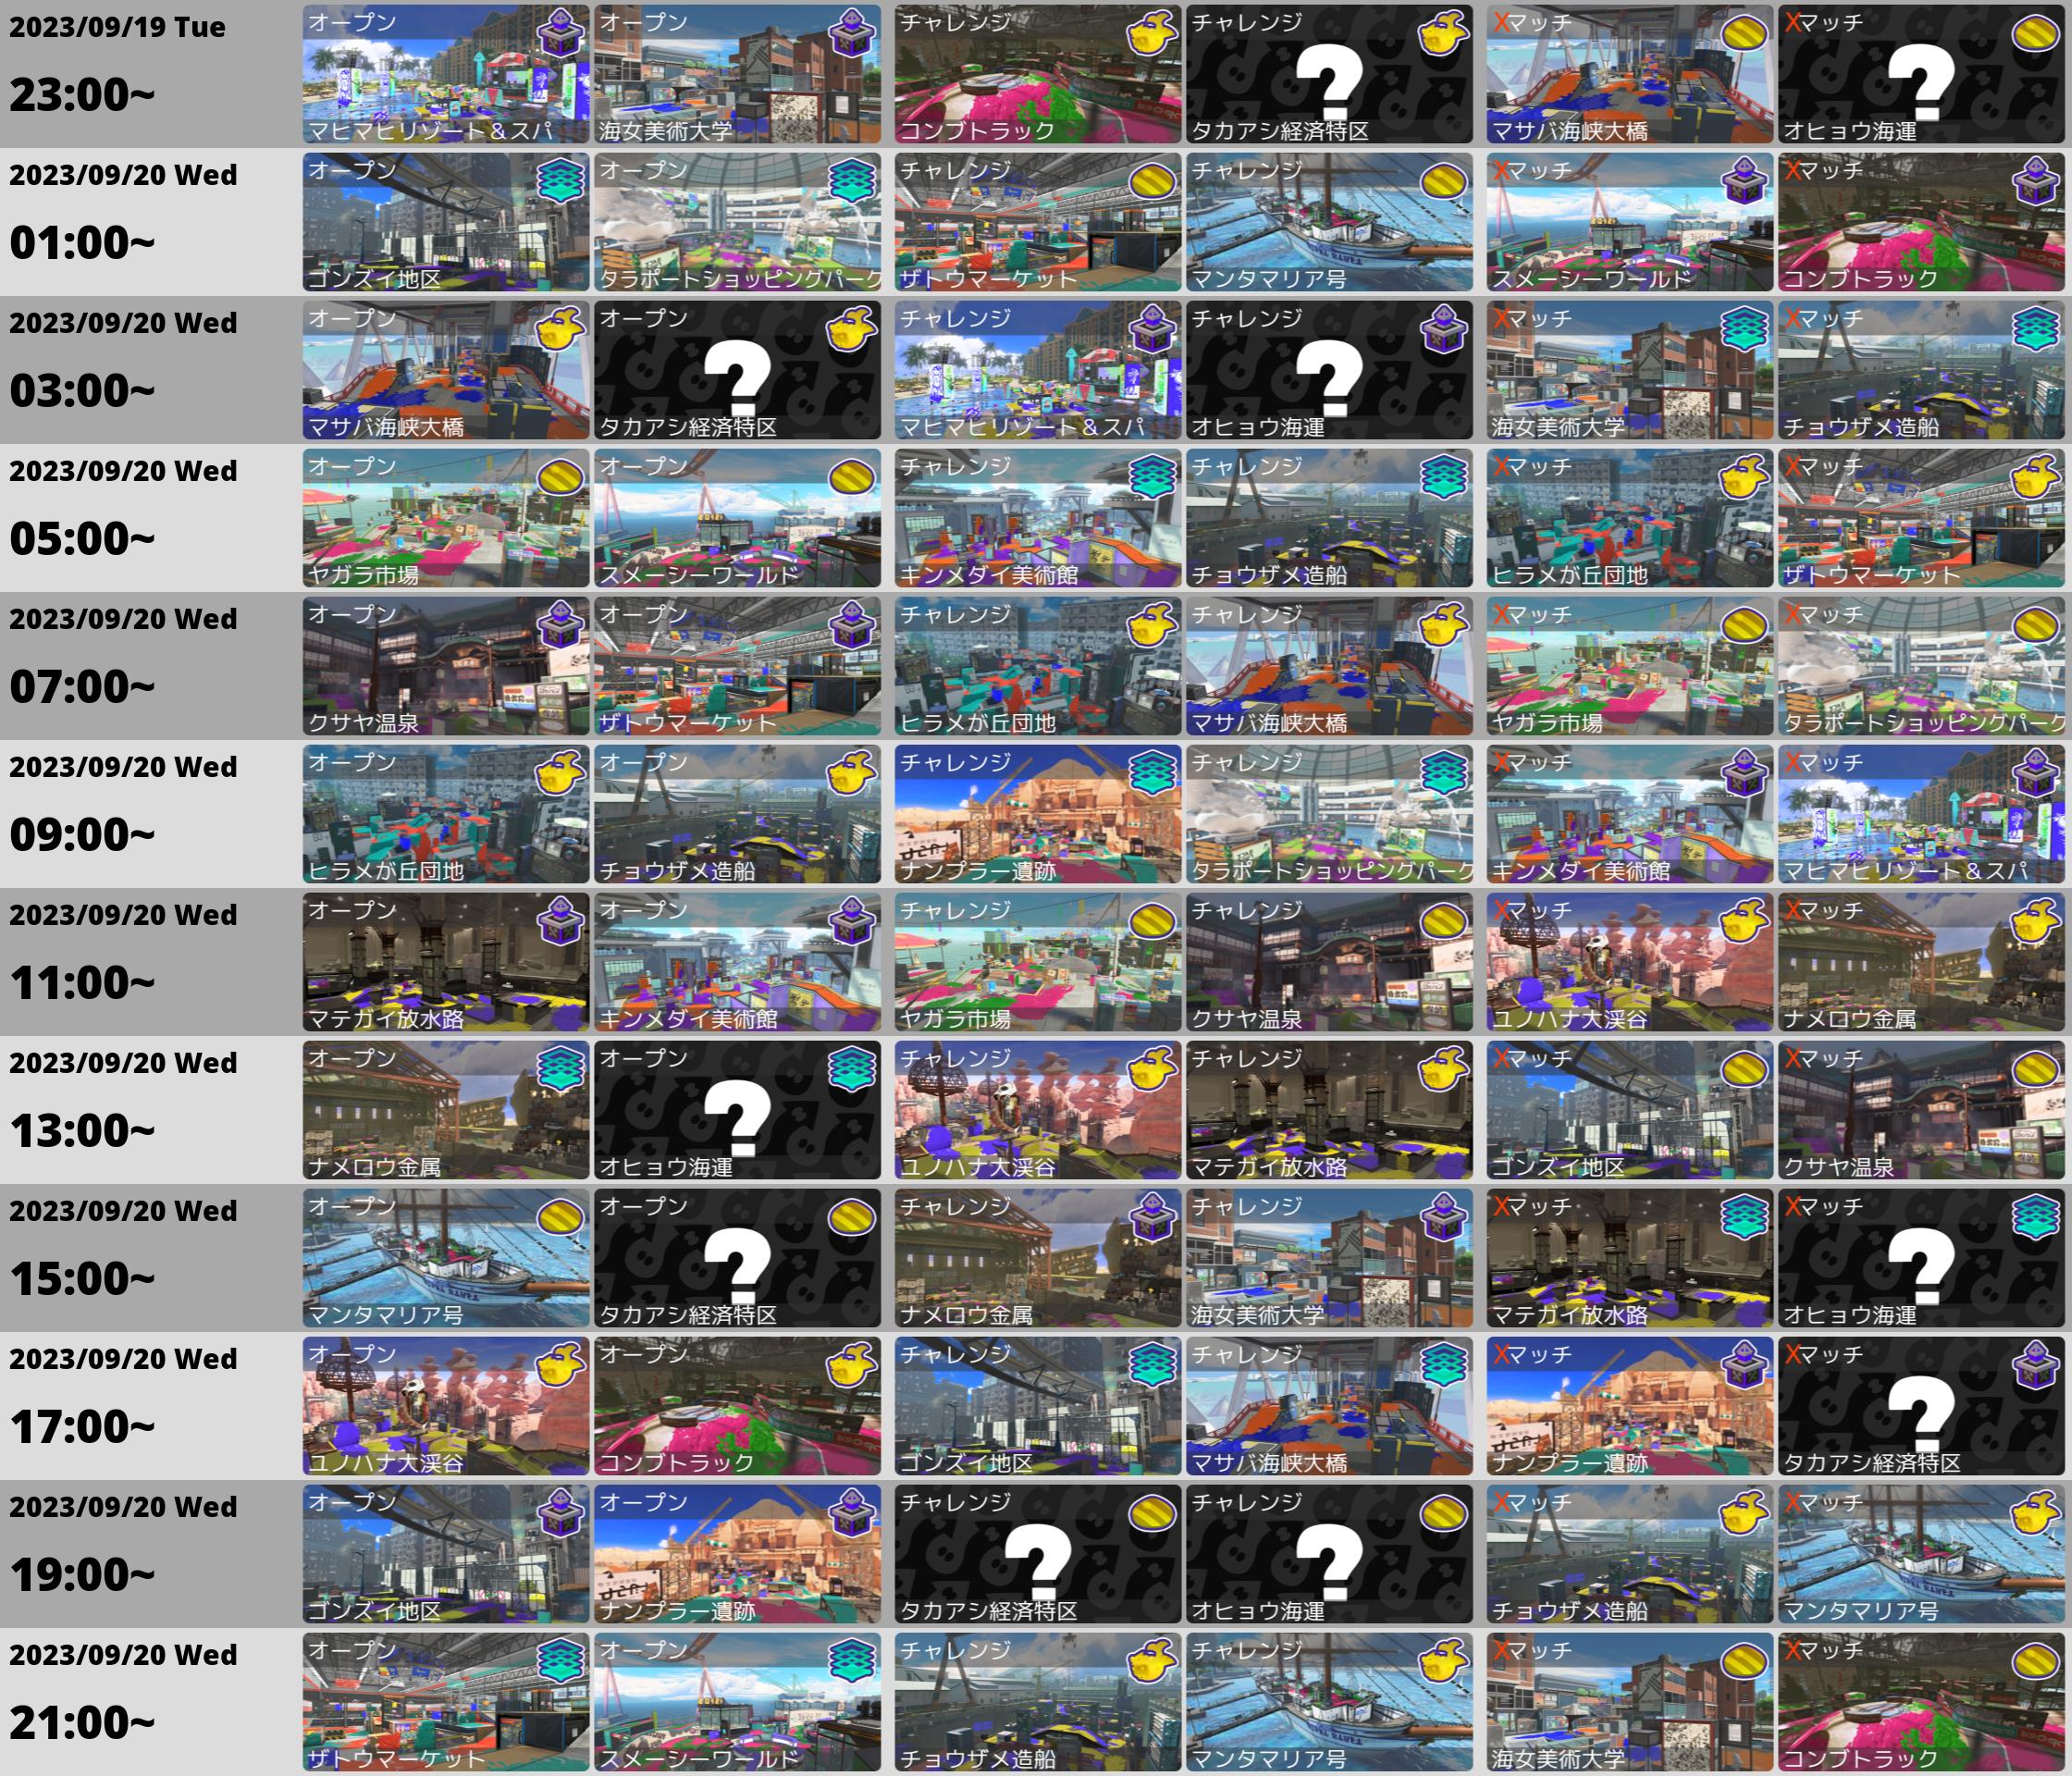 2023/09/19 Tue
23:00~
オープン
マヒマヒリゾート＆スパ
オープン
海女美術大学
チャレンジ
コンブトラック
チャレンジ
タカアシ経済特区
Xマッチ
マサバ海峡大橋
Xマッチ
オヒョウ海運
2023/09/20 Wed
01:00~
オープン
ゴンズイ地区
オープン
タラポートショッピングパーク
チャレンジ
ザトウマーケット
チャレンジ
マンタマリア号
Xマッチ
スメーシーワールド
Xマッチ
コンブトラック
2023/09/20 Wed
03:00~
オープン
マサバ海峡大橋
オープン
タカアシ経済特区
チャレンジ
マヒマヒリゾート＆スパ
チャレンジ
オヒョウ海運
Xマッチ
海女美術大学
Xマッチ
チョウザメ造船
2023/09/20 Wed
05:00~
オープン
ヤガラ市場
オープン
スメーシーワールド
チャレンジ
キンメダイ美術館
チャレンジ
チョウザメ造船
Xマッチ
ヒラメが丘団地
Xマッチ
ザトウマーケット
2023/09/20 Wed
07:00~
オープン
クサヤ温泉
オープン
ザトウマーケット
チャレンジ
ヒラメが丘団地
チャレンジ
マサバ海峡大橋
Xマッチ
ヤガラ市場
Xマッチ
タラポートショッピングパーク
2023/09/20 Wed
09:00~
オープン
ヒラメが丘団地
オープン
チョウザメ造船
チャレンジ
ナンプラー遺跡
チャレンジ
タラポートショッピングパーク
Xマッチ
キンメダイ美術館
Xマッチ
マヒマヒリゾート＆スパ
2023/09/20 Wed
11:00~
オープン
マテガイ放水路
オープン
キンメダイ美術館
チャレンジ
ヤガラ市場
チャレンジ
クサヤ温泉
Xマッチ
ユノハナ大渓谷
Xマッチ
ナメロウ金属
2023/09/20 Wed
13:00~
オープン
ナメロウ金属
オープン
オヒョウ海運
チャレンジ
ユノハナ大渓谷
チャレンジ
マテガイ放水路
Xマッチ
ゴンズイ地区
Xマッチ
クサヤ温泉
2023/09/20 Wed
15:00~
オープン
マンタマリア号
オープン
タカアシ経済特区
チャレンジ
ナメロウ金属
チャレンジ
海女美術大学
Xマッチ
マテガイ放水路
Xマッチ
オヒョウ海運
2023/09/20 Wed
17:00~
オープン
ユノハナ大渓谷
オープン
コンブトラック
チャレンジ
ゴンズイ地区
チャレンジ
マサバ海峡大橋
Xマッチ
ナンプラー遺跡
Xマッチ
タカアシ経済特区
2023/09/20 Wed
19:00~
オープン
ゴンズイ地区
オープン
ナンプラー遺跡
チャレンジ
タカアシ経済特区
チャレンジ
オヒョウ海運
Xマッチ
チョウザメ造船
Xマッチ
マンタマリア号
2023/09/20 Wed
21:00~
オープン
ザトウマーケット
オープン
スメーシーワールド
チャレンジ
チョウザメ造船
チャレンジ
マンタマリア号
Xマッチ
海女美術大学
Xマッチ
コンブトラック